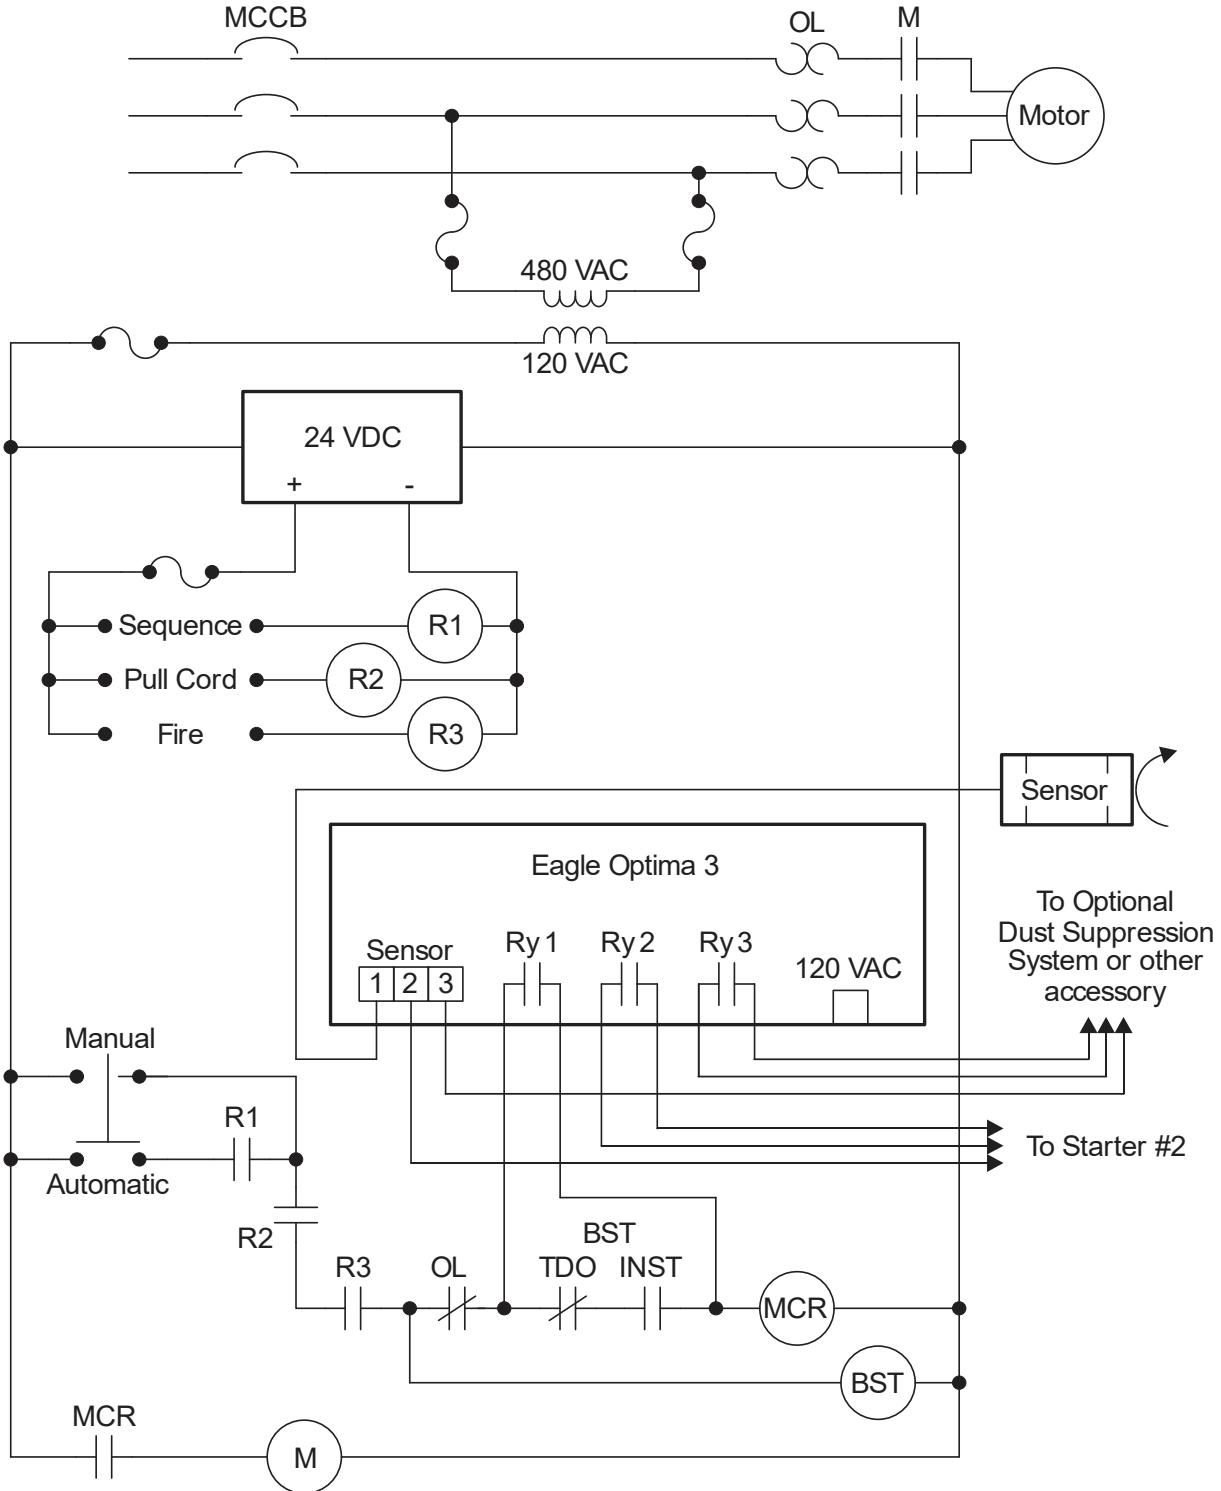 MCCB
OL
M
Motor
480 VAC
120 VAC
24 VDC
+
-
Sequence
R1
Pull Cord
R2
Fire
R3
Sensor
Eagle Optima 3
Sensor
1 2 3
Ry 1
Ry 2
Ry 3
120 VAC
To Optional
Dust Suppression
System or other
accessory
Manual
R1
Automatic
To Starter #2
R2
BST
R3
OL
TDO
INST
MCR
BST
MCR
M